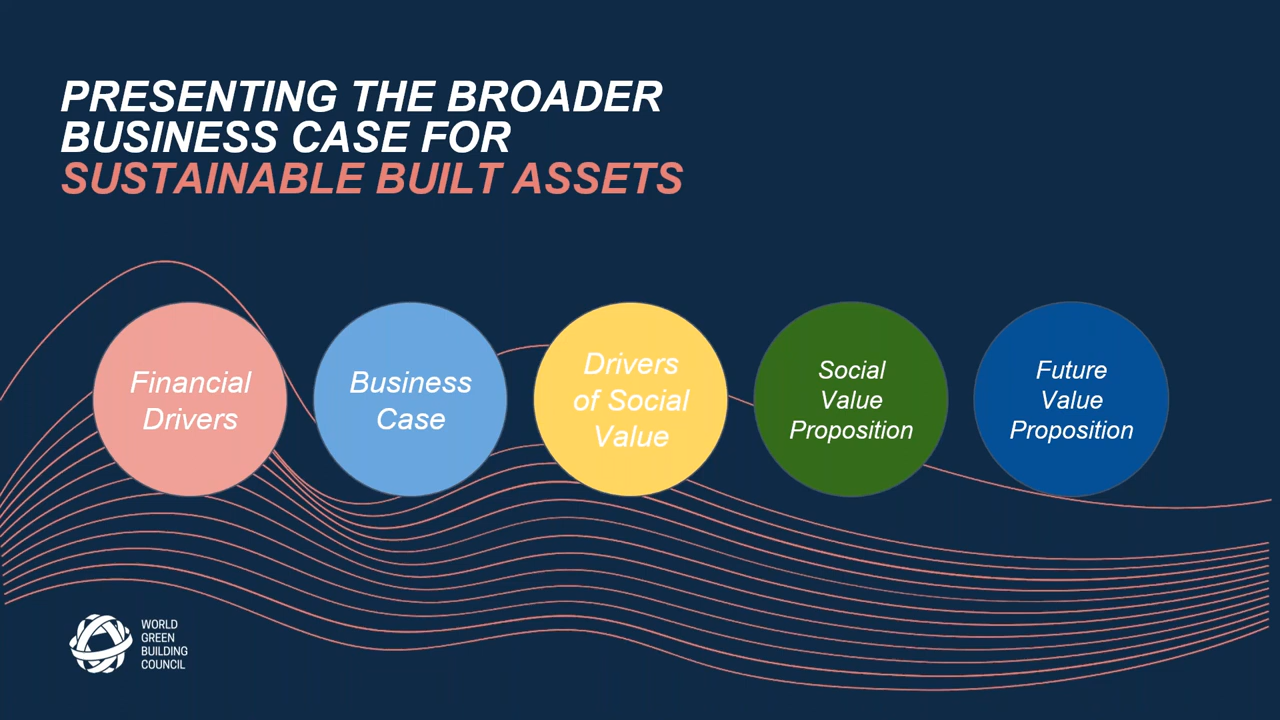 PRESENTING THE BROADER
BUSINESS CASE FOR
SUSTAINABLE BUILT ASSETS
Financial
Drivers
Business
Case
Drivers
of Social
Value
Social
Value
Proposition
Future
Value
Proposition
WORLD
GREEN
BUILDING
COUNCIL